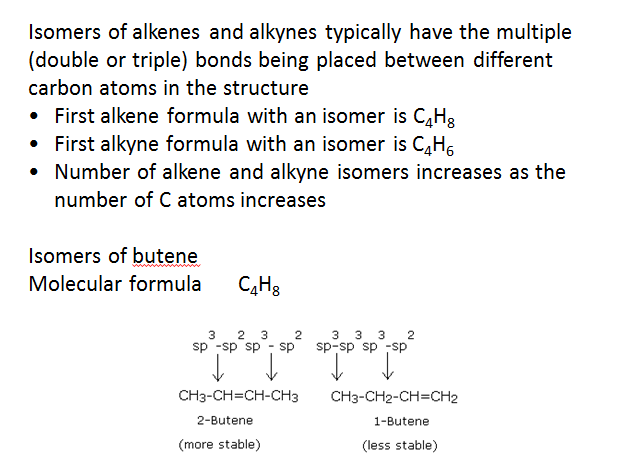 Isomers of alkenes and alkynes typically have the multiple
(double or triple) bonds being placed between different
carbon atoms in the structure
• First alkene formula with an isomer is C₄H₈
• First alkyne formula with an isomer is C₄H₆
• Number of alkene and alkyne isomers increases as the
number of C atoms increases
Isomers of butene
Molecular formula C₄H₈
sp³-sp² sp³- sp² sp³-sp³ sp³-sp²
CH3-CH=CH-CH3 CH3-CH2-CH=CH2
2-Butene 1-Butene
(more stable) (less stable)